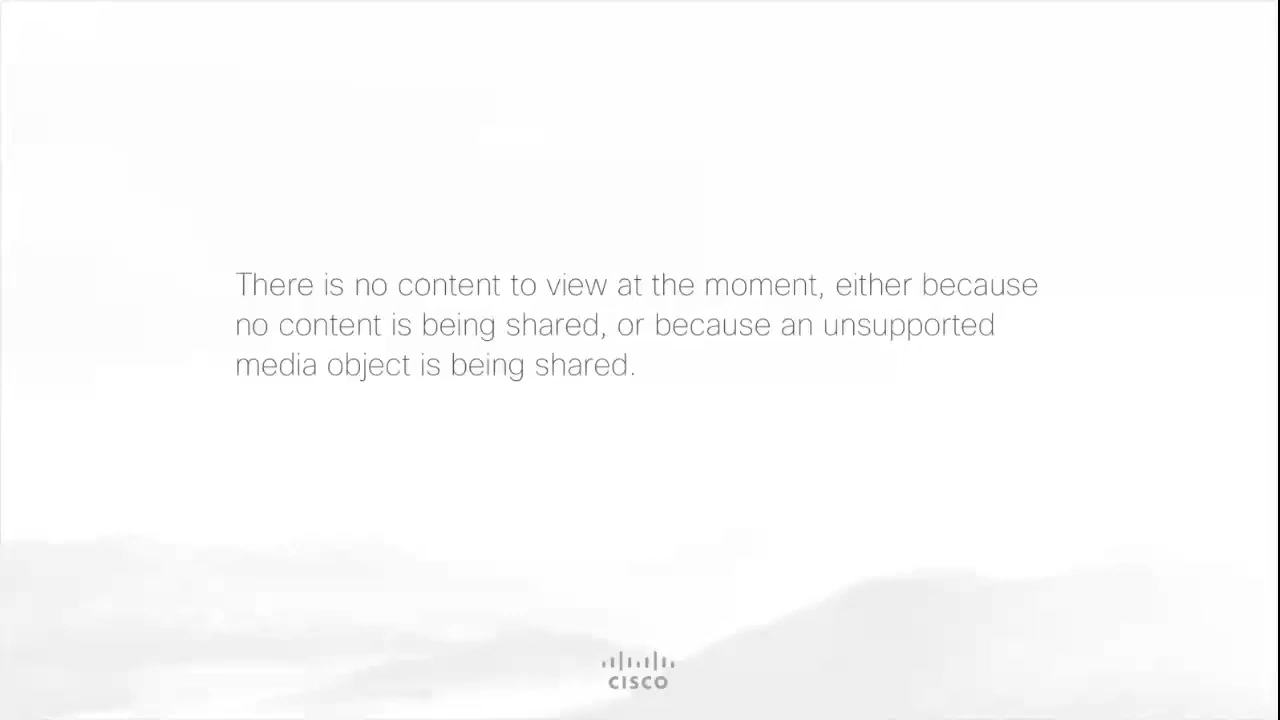 There is no content to view at the moment, either because
no content is being shared, or because an unsupported
media object is being shared.
CISCO